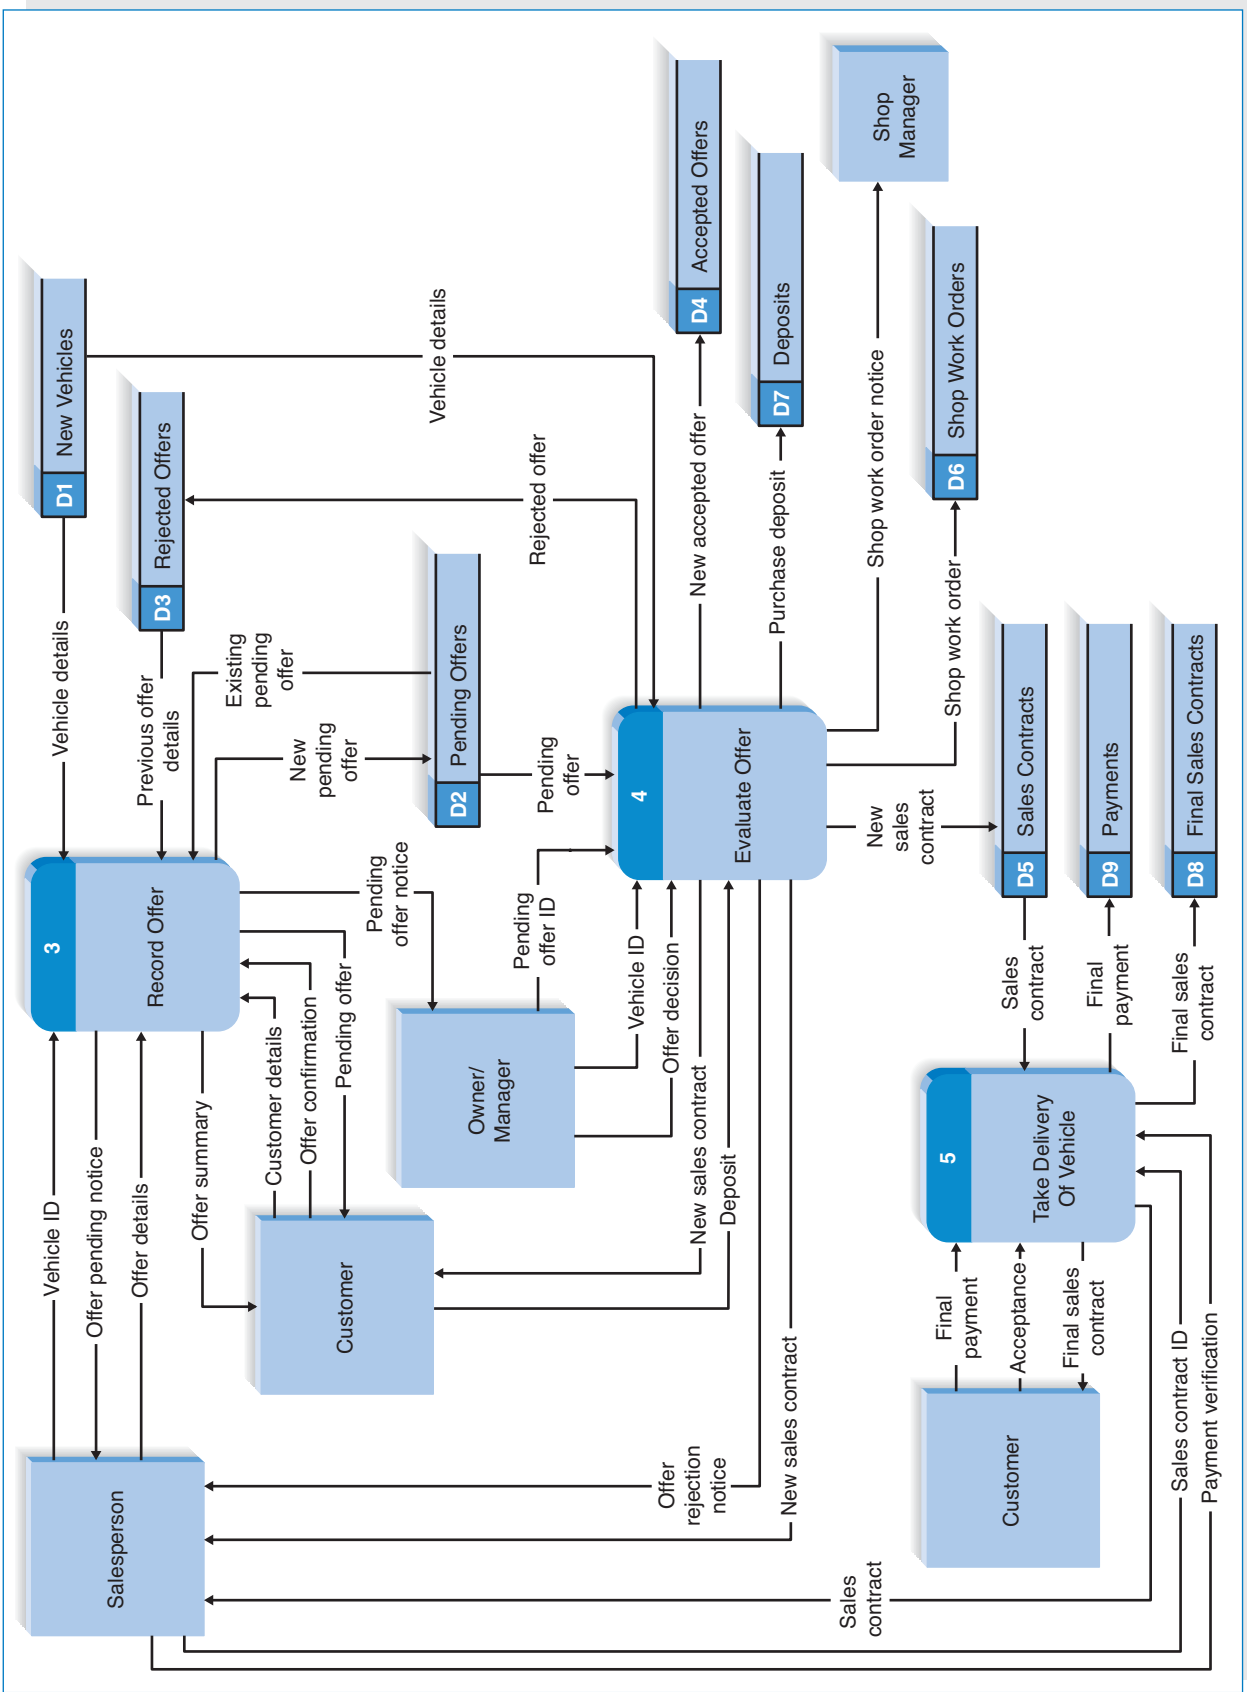 Vehicle ID
3
Vehicle details
D1 New Vehicles
Offer pending notice
Salesperson
Offer details
Record Offer
Previous offer
details
D3 Rejected Offers
Offer summary
Customer details
Existing
pending
offer
Offer confirmation
New
pending
offer
Customer
Pending offer
Pending
offer notice
Vehicle details
D2 Pending Offers
Owner/
Manager
Pending
offer ID
Pending
offer
Rejected offer
Vehicle ID
4
Offer decision
New sales contract
Deposit
Evaluate Offer
New accepted offer
D4 Accepted Offers
Offer
rejection
notice
New sales contract
Purchase deposit
D7 Deposits
Shop work order notice
Shop
Manager
Sales
contract
New
sales
contract
Shop work order
D6 Shop Work Orders
Final
payment
5
Customer
Acceptance
Take Delivery
Of Vehicle
Sales
contract
D5 Sales Contracts
Final sales
contract
Final
payment
D9 Payments
Sales contract ID
Final sales
contract
D8 Final Sales Contracts
Payment verification